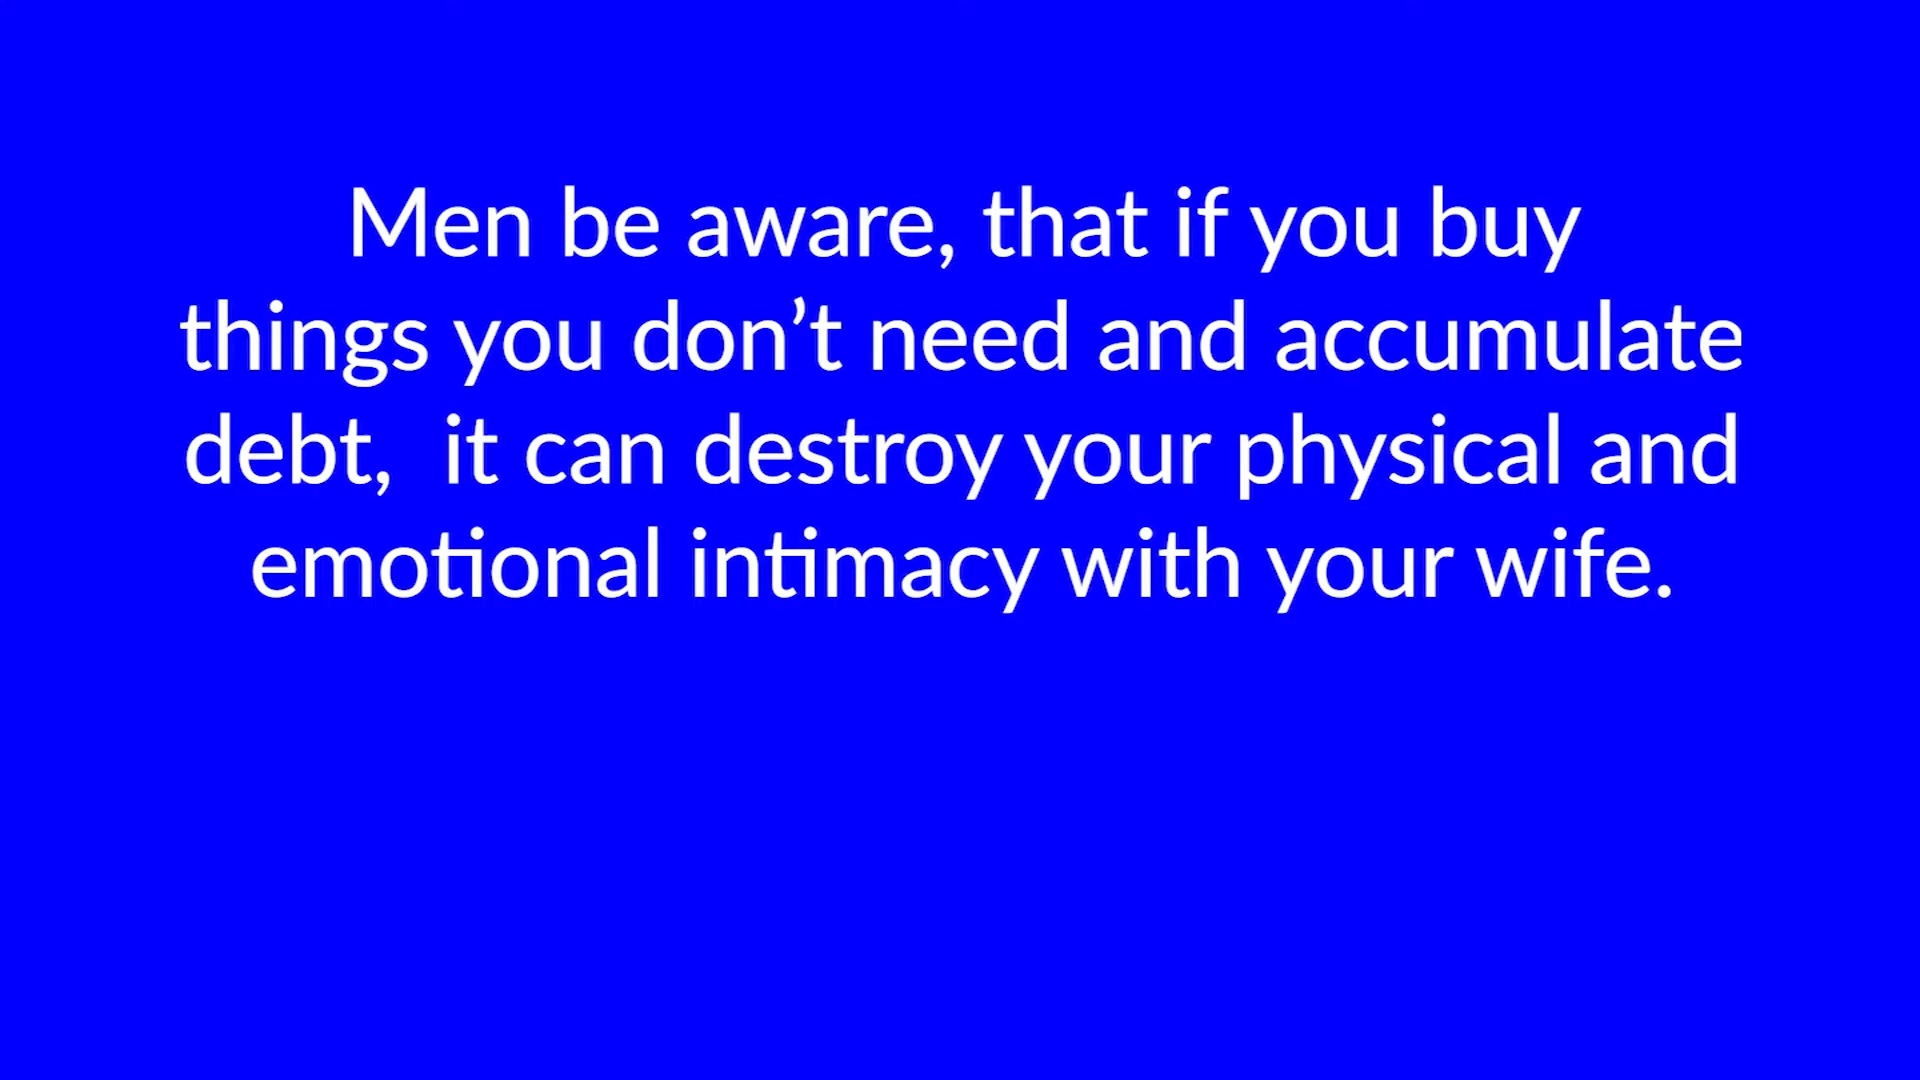 Men be aware, that if you buy
things you don’t need and accumulate
debt,  it can destroy your physical and
emotional intimacy with your wife.